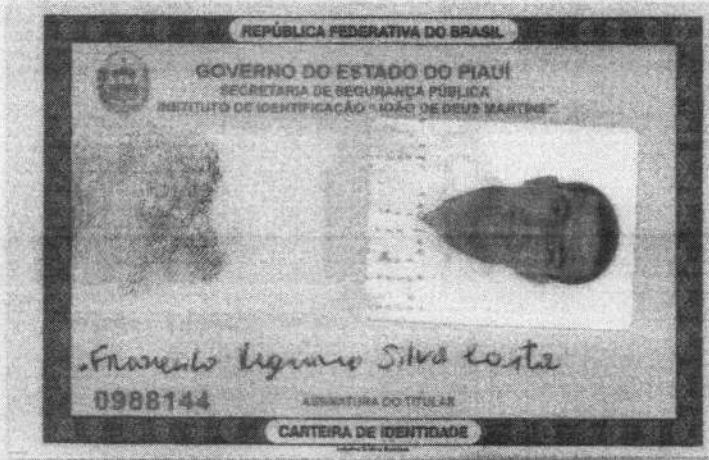 REPÚBLICA FEDERATIVA DO BRASIL
GOVERNO DO ESTADO DO PIAUÍ
SECRETARIA DE SEGURANÇA PÚBLICA
INSTITUTO DE IDENTIFICAÇÃO "JOÃO DE DEUS MARTINS"
Silva Costa
0988144
ASSINATURA DO TITULAR
CARTEIRA DE IDENTIDADE